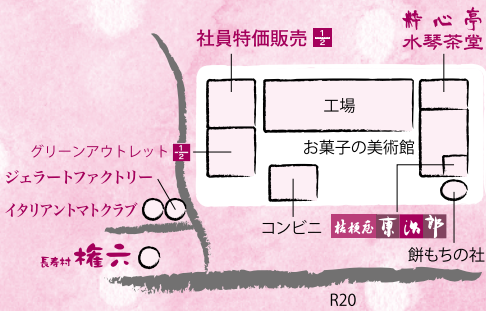 粋心亭
水琴茶堂
社員特価販売 1/2
工場
お菓子の美術館
グリーンアウトレット 1/2
ジェラートファクトリー
イタリアントマトクラブ
コンビニ
桔梗屋 東治郎
餅もちの社
長寿村 権六
R20